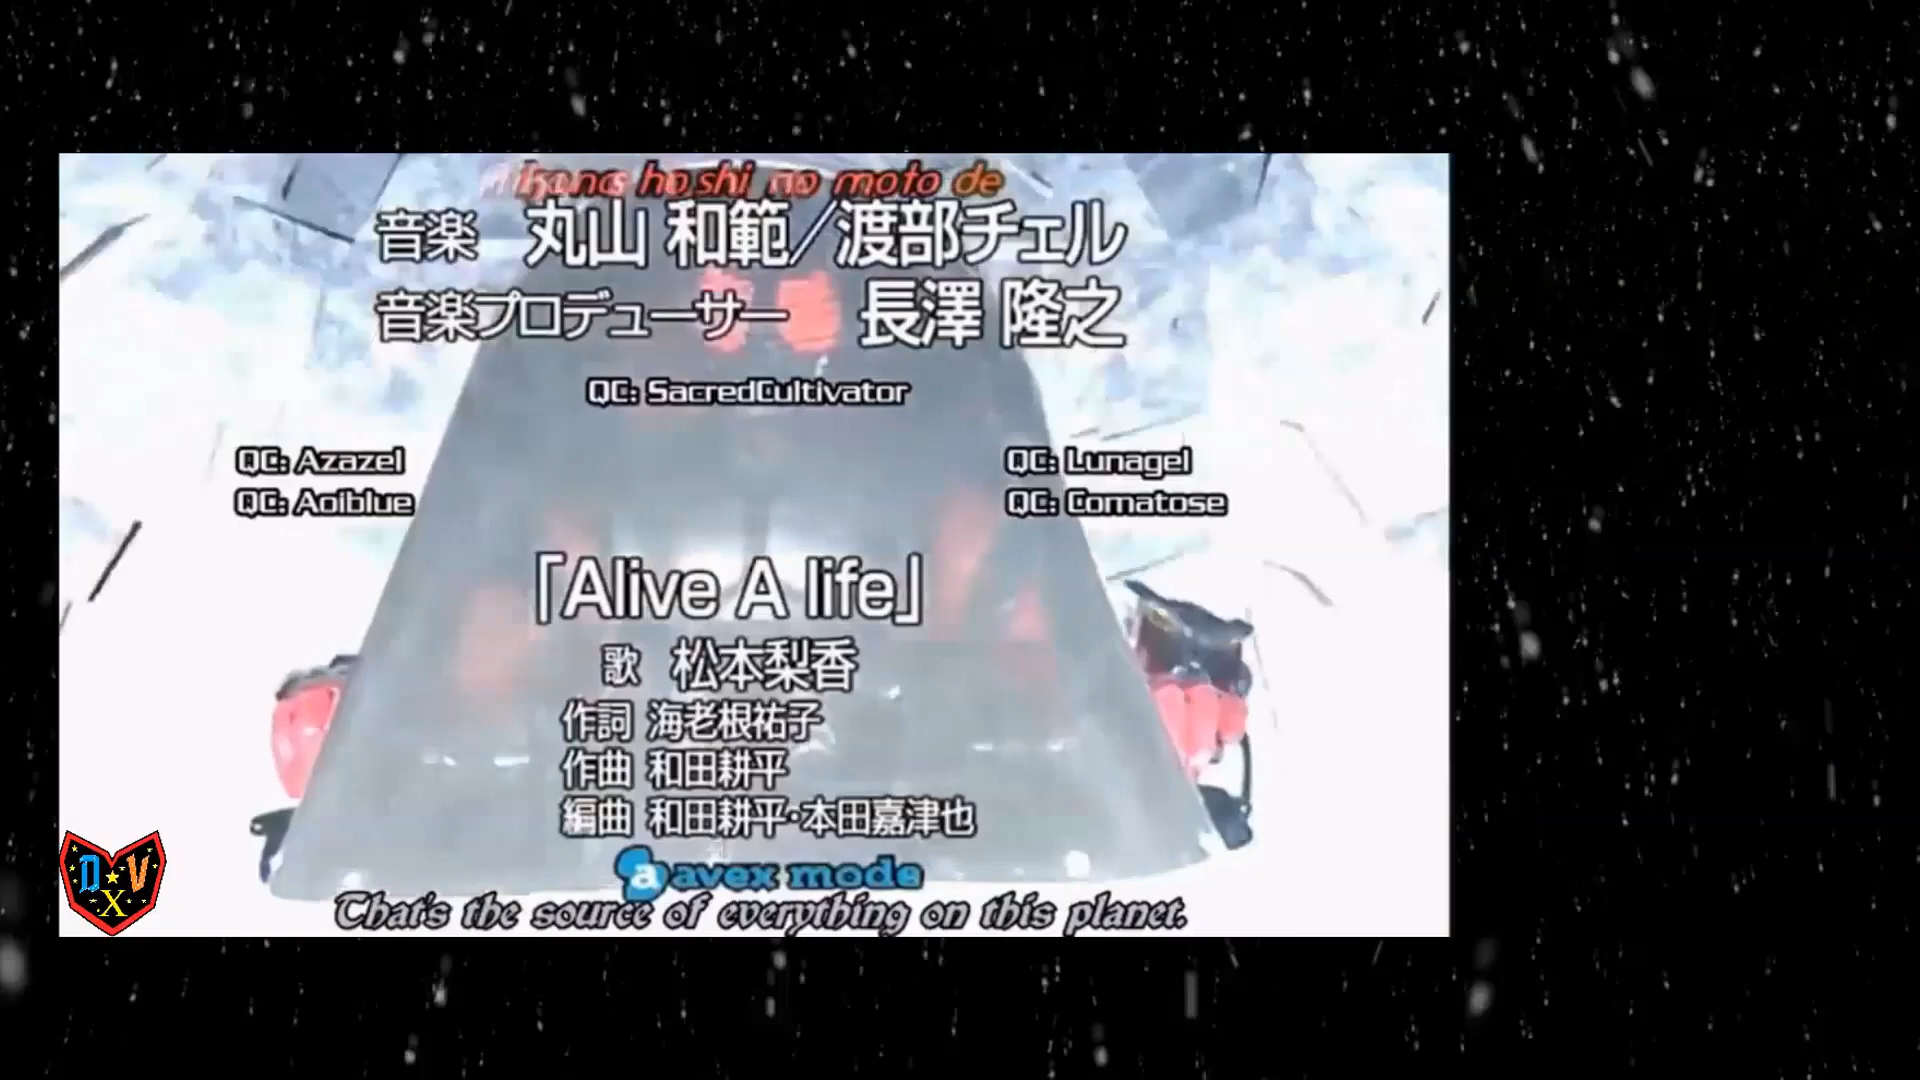 hoshi no moto de
音楽 丸山 和範/渡部チェル
音楽プロデューサー 長澤 隆之
QC: SacredCultivator
QC: Azazel
QC: Aoiblue
QC: Lunagel
QC: Comatose
「Alive A life」
歌 松本梨香
作詞 海老根祐子
作曲 和田耕平
編曲 和田耕平・本田嘉津也
a avex mode
That's the source of everything on this planet.
D X V